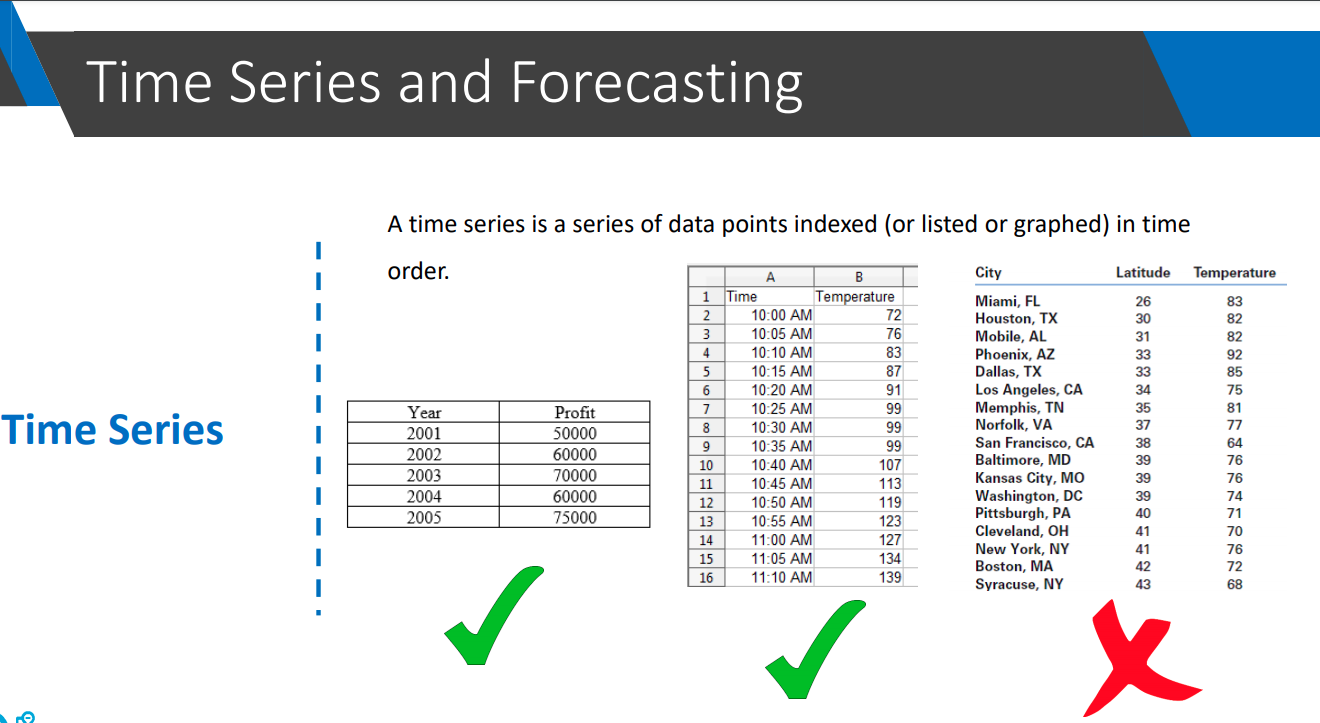 Time Series and Forecasting
A time series is a series of data points indexed (or listed or graphed) in time
order.
Time Series
Year Profit
2001 50000
2002 60000
2003 70000
2004 60000
2005 75000
A B
1 Time Temperature
2 10:00 AM 72
3 10:05 AM 76
4 10:10 AM 83
5 10:15 AM 87
6 10:20 AM 91
7 10:25 AM 99
8 10:30 AM 99
9 10:35 AM 99
10 10:40 AM 107
11 10:45 AM 113
12 10:50 AM 119
13 10:55 AM 123
14 11:00 AM 127
15 11:05 AM 134
16 11:10 AM 139
City Latitude Temperature
Miami, FL 26 83
Houston, TX 30 82
Mobile, AL 31 82
Phoenix, AZ 33 92
Dallas, TX 33 85
Los Angeles, CA 34 75
Memphis, TN 35 81
Norfolk, VA 37 77
San Francisco, CA 38 64
Baltimore, MD 39 76
Kansas City, MO 39 76
Washington, DC 39 74
Pittsburgh, PA 40 71
Cleveland, OH 41 70
New York, NY 41 76
Boston, MA 42 72
Syracuse, NY 43 68